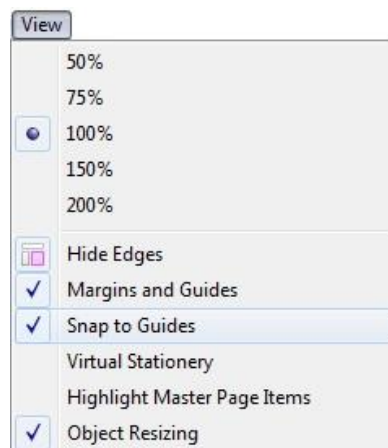 View
50%
75%
100%
150%
200%
Hide Edges
Margins and Guides
Snap to Guides
Virtual Stationery
Highlight Master Page Items
Object Resizing